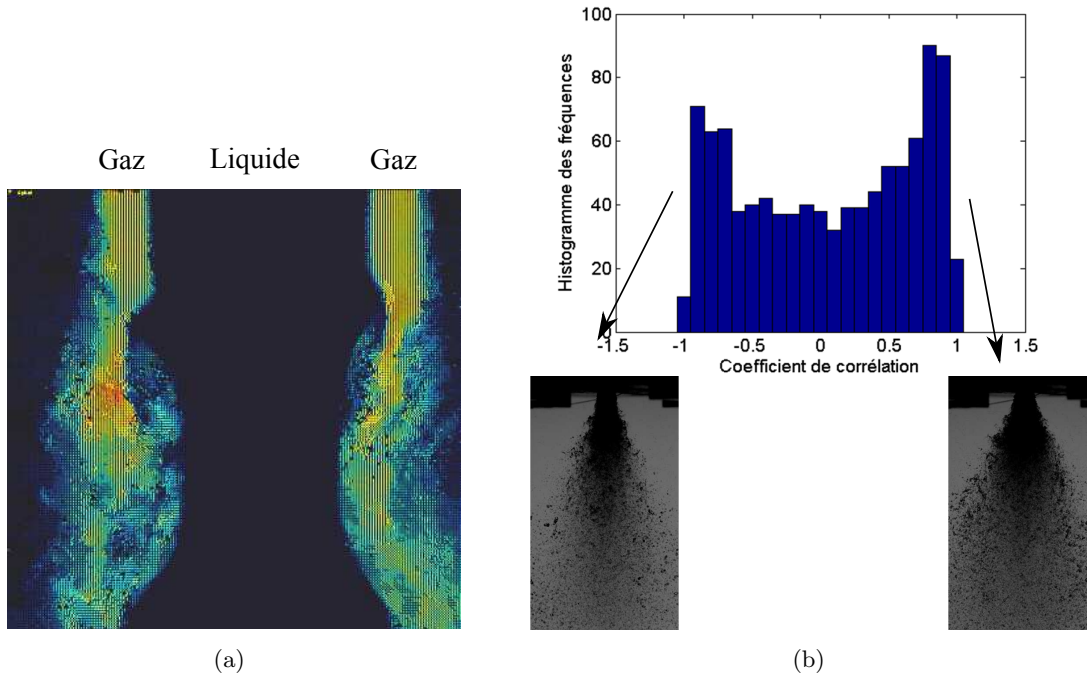 Gaz Liquide Gaz
(a)
Histogramme des fréquences
100
80
60
40
20
0
-1.5 -1 -0.5 0 0.5 1 1.5
Coefficient de corrélation
(b)